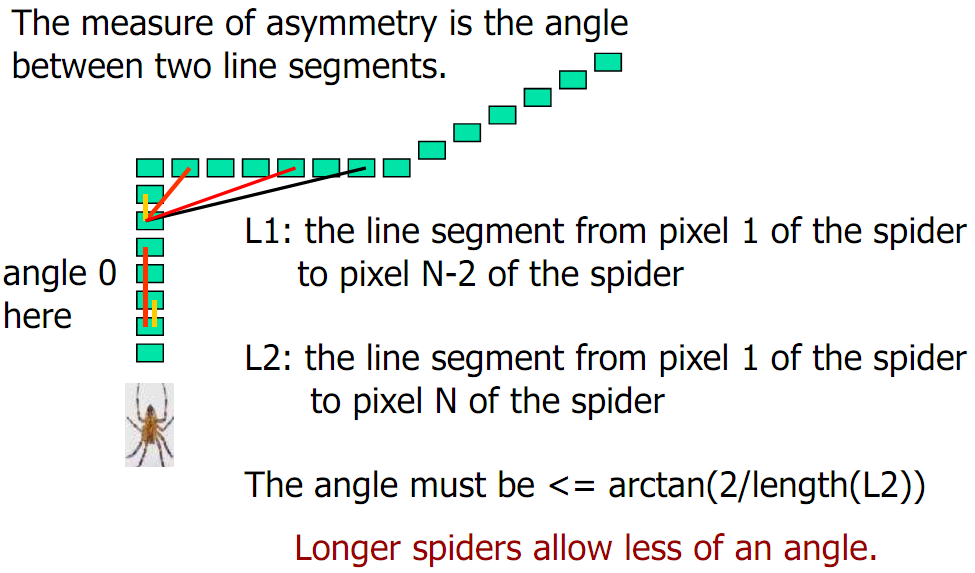 The measure of asymmetry is the angle
between two line segments.
L1: the line segment from pixel 1 of the spider
to pixel N-2 of the spider
angle 0
here
L2: the line segment from pixel 1 of the spider
to pixel N of the spider
The angle must be <= arctan(2/length(L2))
Longer spiders allow less of an angle.